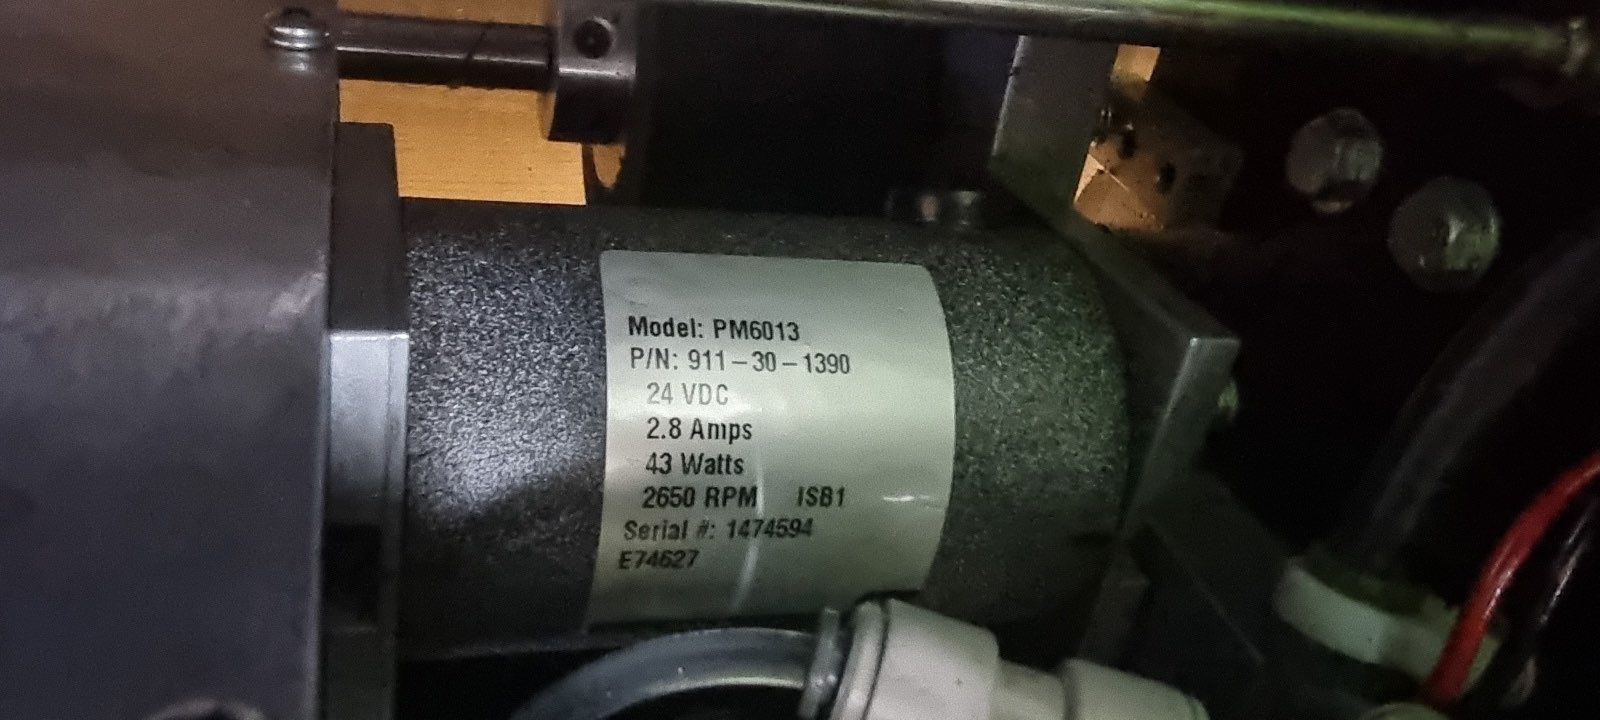 Model: PM6013
P/N: 911-30-1390
24 VDC
2.8 Amps
43 Watts
2650 RPM ISB1
Serial #: 1474594
E74627